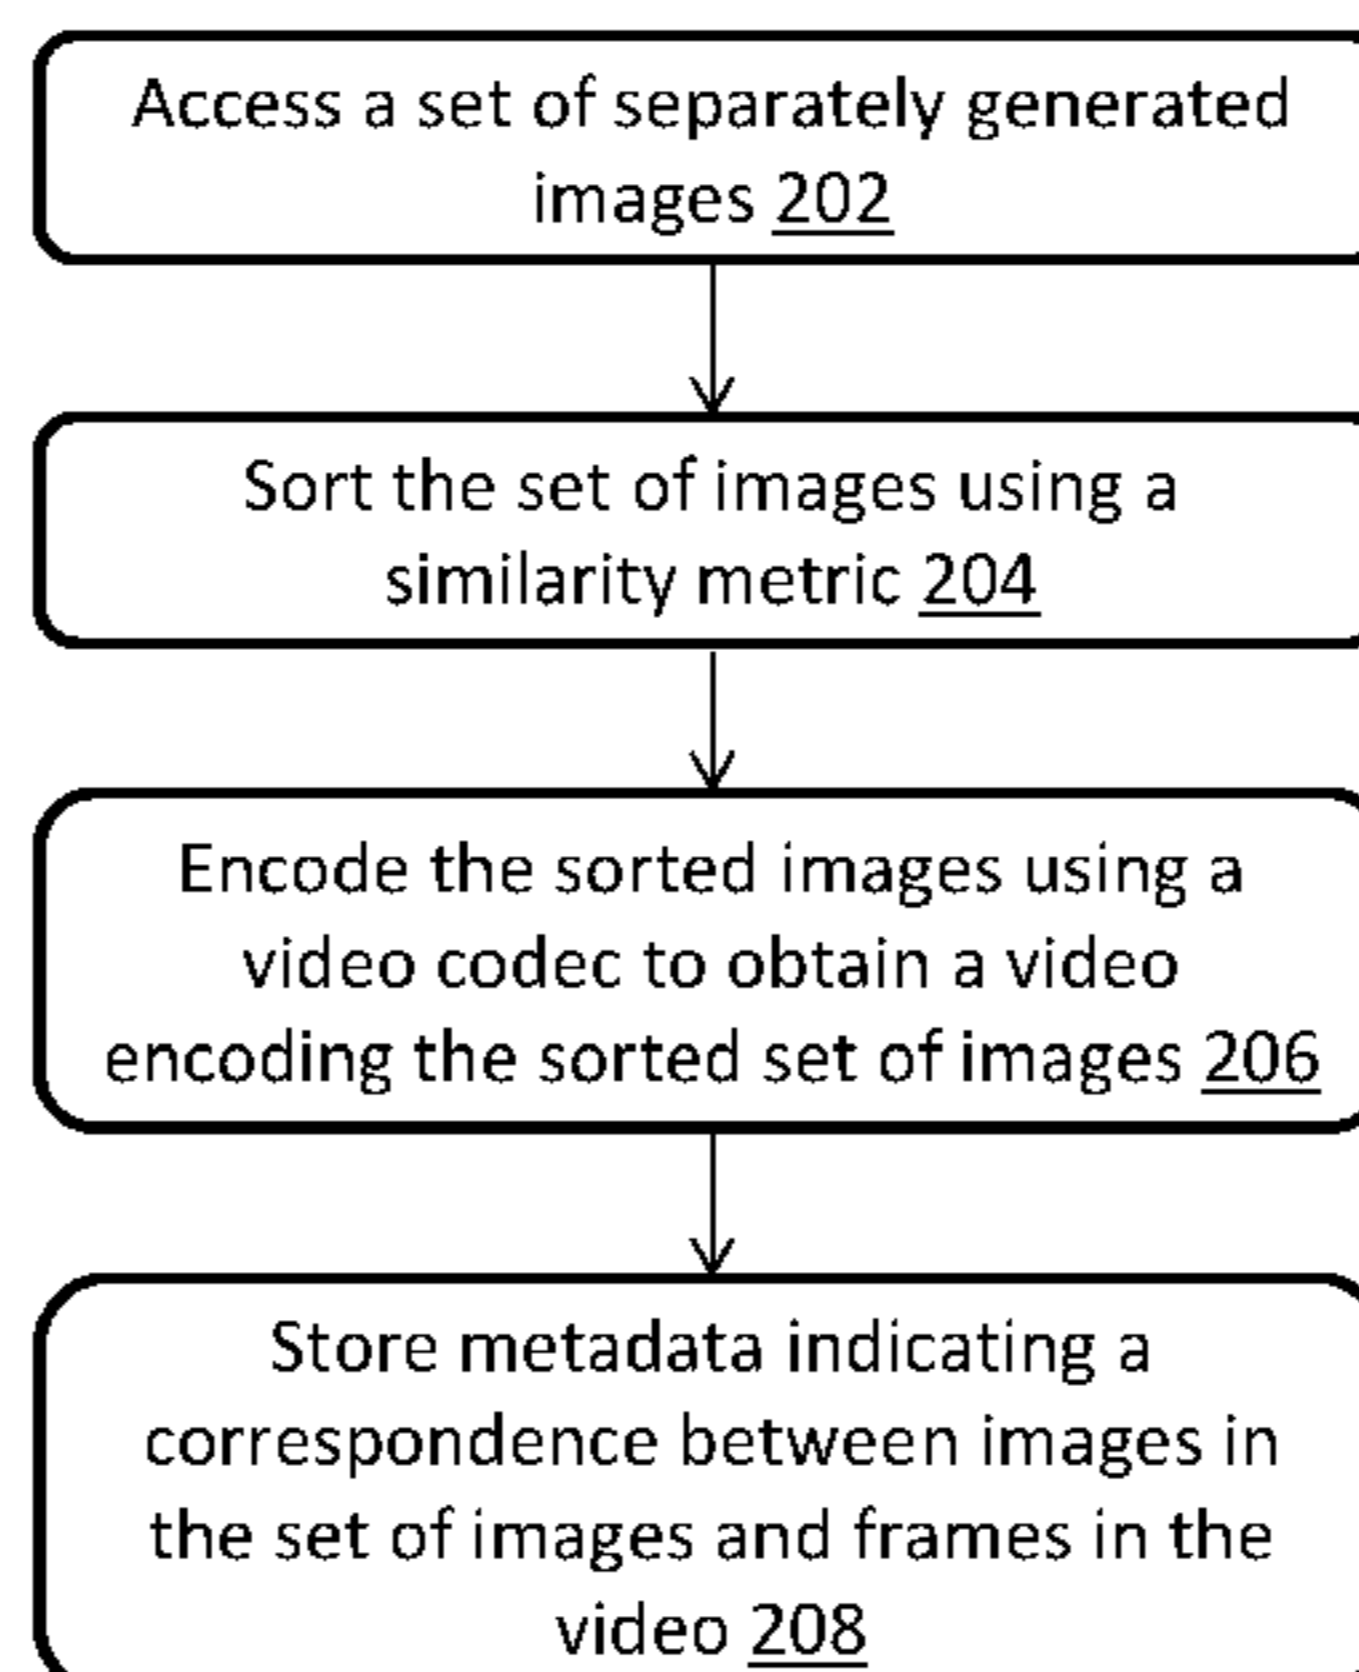 Access a set of separately generated
images 202
Sort the set of images using a
similarity metric 204
Encode the sorted images using a
video codec to obtain a video
encoding the sorted set of images 206
Store metadata indicating a
correspondence between images in
the set of images and frames in the
video 208